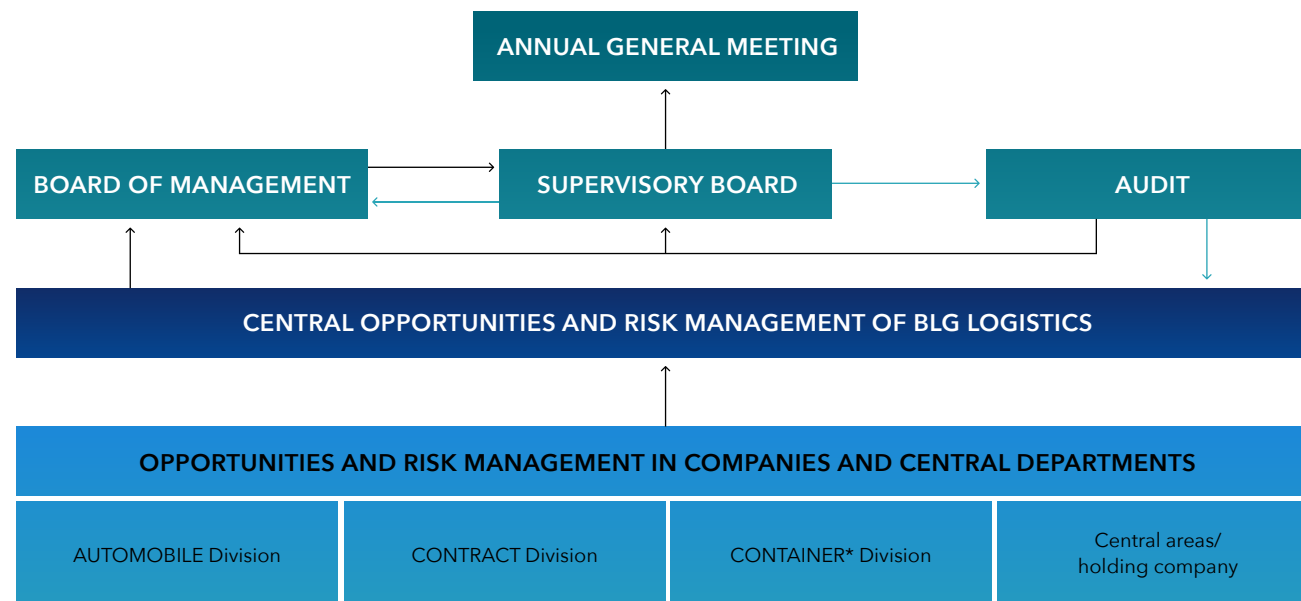 ANNUAL GENERAL MEETING
BOARD OF MANAGEMENT
SUPERVISORY BOARD
AUDIT
CENTRAL OPPORTUNITIES AND RISK MANAGEMENT OF BLG LOGISTICS
OPPORTUNITIES AND RISK MANAGEMENT IN COMPANIES AND CENTRAL DEPARTMENTS
AUTOMOBILE Division
CONTRACT Division
CONTAINER* Division
Central areas/
holding company